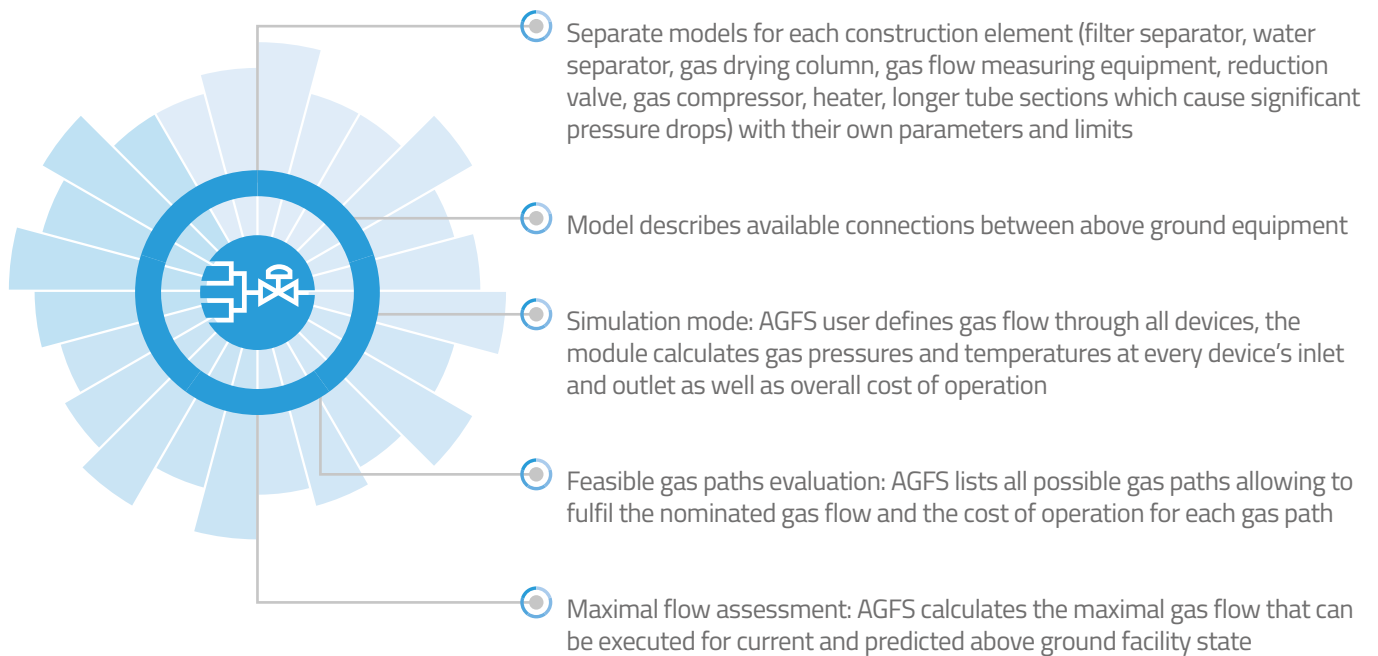 Separate models for each construction element (filter separator, water
separator, gas drying column, gas flow measuring equipment, reduction
valve, gas compressor, heater, longer tube sections which cause significant
pressure drops) with their own parameters and limits
Model describes available connections between above ground equipment
Simulation mode: AGFS user defines gas flow through all devices, the
module calculates gas pressures and temperatures at every device’s inlet
and outlet as well as overall cost of operation
Feasible gas paths evaluation: AGFS lists all possible gas paths allowing to
fulfil the nominated gas flow and the cost of operation for each gas path
Maximal flow assessment: AGFS calculates the maximal gas flow that can
be executed for current and predicted above ground facility state